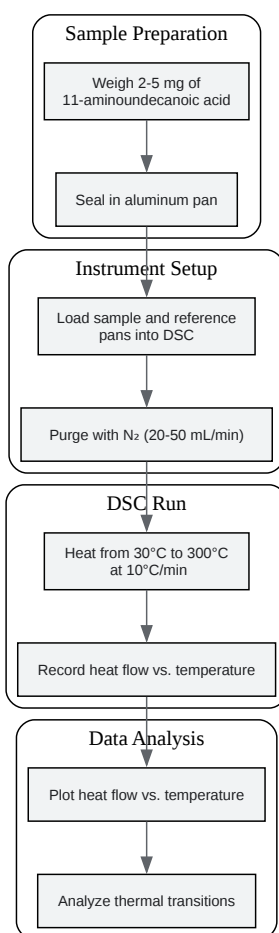 Sample Preparation
Weigh 2-5 mg of
11-aminoundecanoic acid
Seal in aluminum pan
Instrument Setup
Load sample and reference
pans into DSC
Purge with N₂ (20-50 mL/min)
DSC Run
Heat from 30°C to 300°C
at 10°C/min
Record heat flow vs. temperature
Data Analysis
Plot heat flow vs. temperature
Analyze thermal transitions